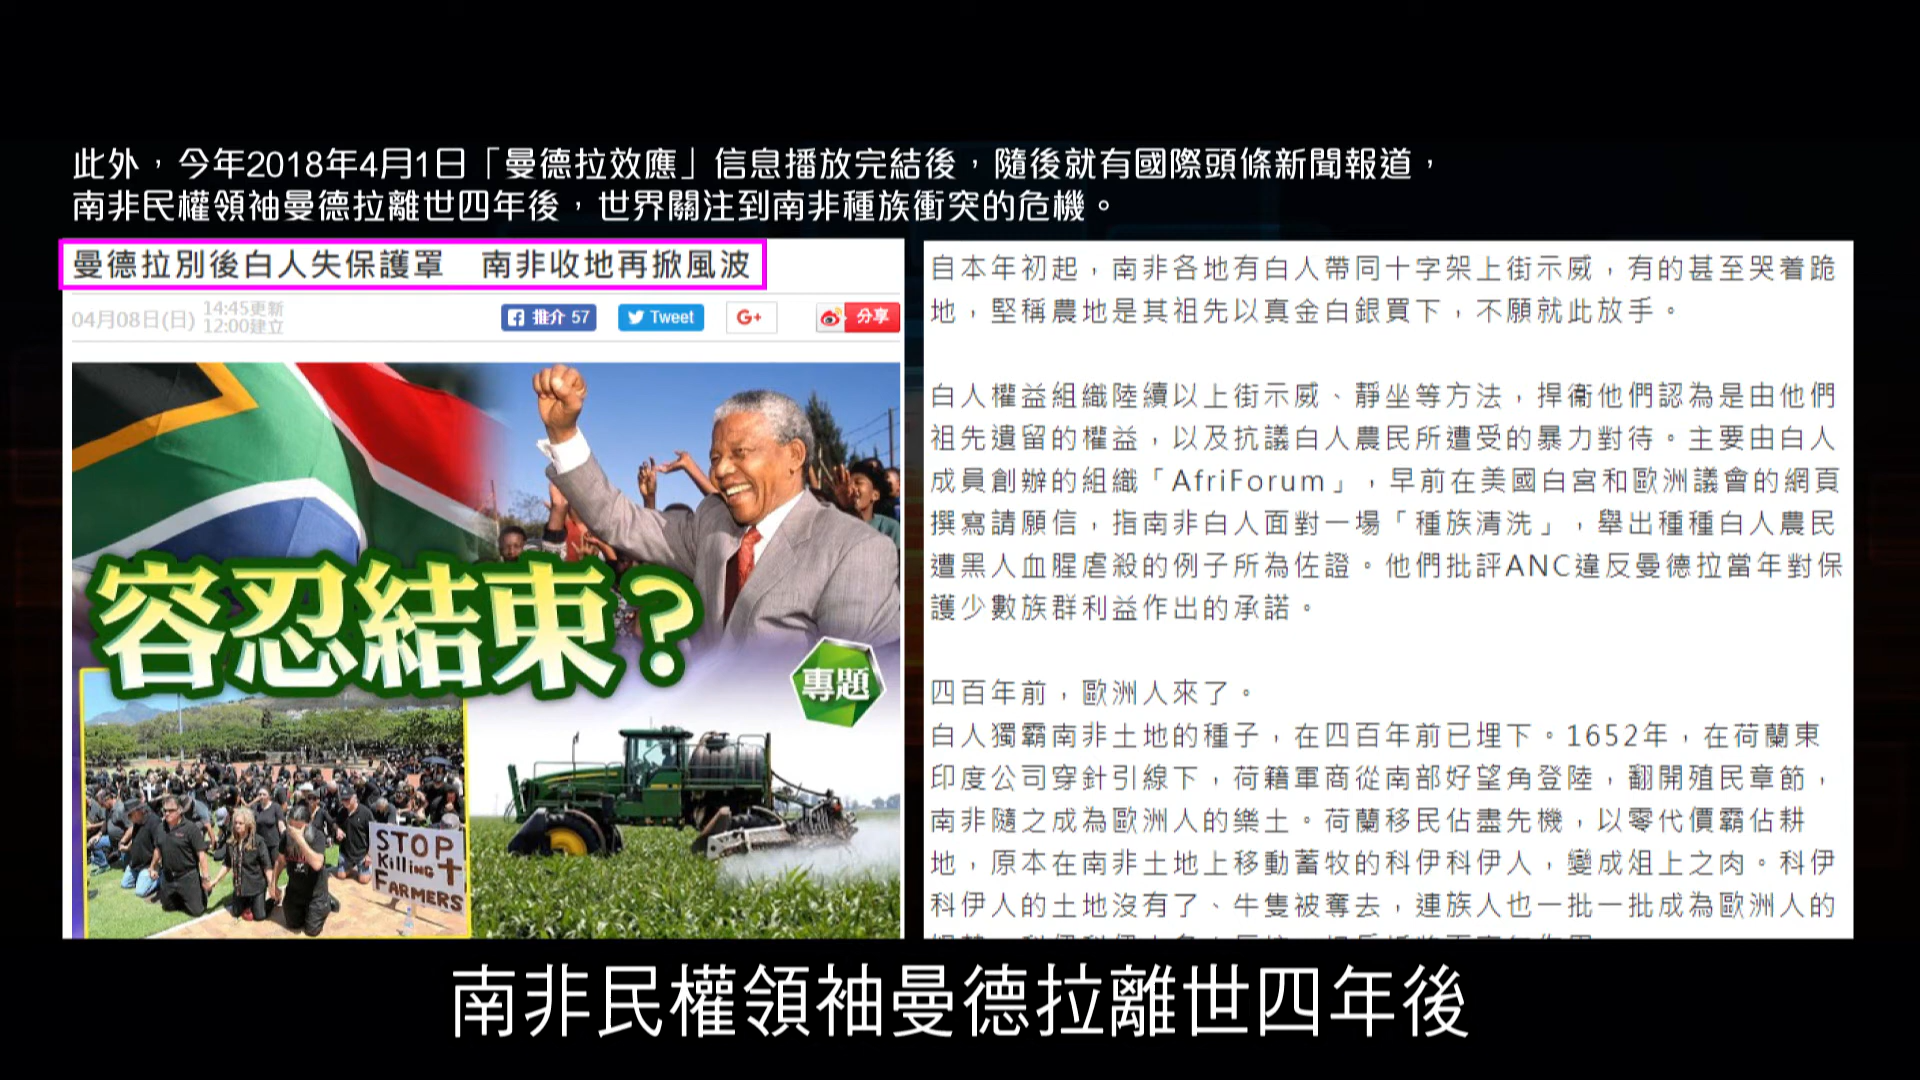 此外，今年2018年4月1日「曼德拉效應」信息播放完結後，隨後就有國際頭條新聞報道，
南非民權領袖曼德拉離世四年後，世界關注到南非種族衝突的危機。
曼德拉別後白人失保護罩　南非收地再掀風波
04月08日(日)
14:45更新
12:00建立
推介 57
Tweet
G+
分享
容忍結束？
專題
STOP
Killing
FARMERS
自本年初起，南非各地有白人帶同十字架上街示威，有的甚至哭着跪
地，堅稱農地是其祖先以真金白銀買下，不願就此放手。
白人權益組織陸續以上街示威、靜坐等方法，捍衞他們認為是由他們
祖先遺留的權益，以及抗議白人農民所遭受的暴力對待。主要由白人
成員創辦的組織「AfriForum」，早前在美國白宮和歐洲議會的網頁
撰寫請願信，指南非白人面對一場「種族清洗」，舉出種種白人農民
遭黑人血腥虐殺的例子所為佐證。他們批評ANC違反曼德拉當年對保
護少數族群利益作出的承諾。
四百年前，歐洲人來了。
白人獨霸南非土地的種子，在四百年前已埋下。1652年，在荷蘭東
印度公司穿針引線下，荷籍軍商從南部好望角登陸，翻開殖民章節，
南非隨之成為歐洲人的樂土。荷蘭移民佔盡先機，以零代價霸佔耕
地，原本在南非土地上移動蓄牧的科伊科伊人，變成俎上之肉。科伊
科伊人的土地沒有了、牛隻被奪去，連族人也一批一批成為歐洲人的
南非民權領袖曼德拉離世四年後